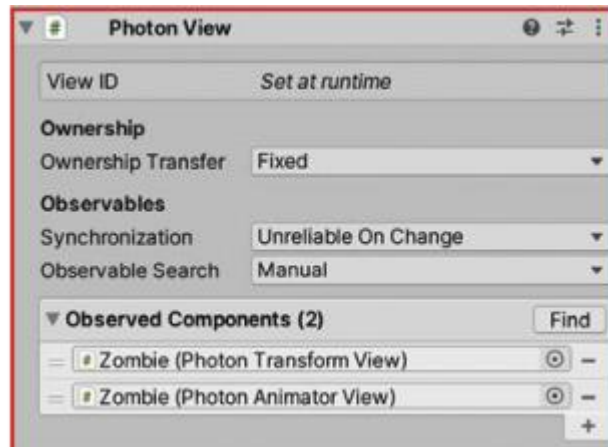 # Photon View
View ID Set at runtime
Ownership
Ownership Transfer Fixed
Observables
Synchronization Unreliable On Change
Observable Search Manual
Observed Components (2) Find
# Zombie (Photon Transform View)
# Zombie (Photon Animator View)